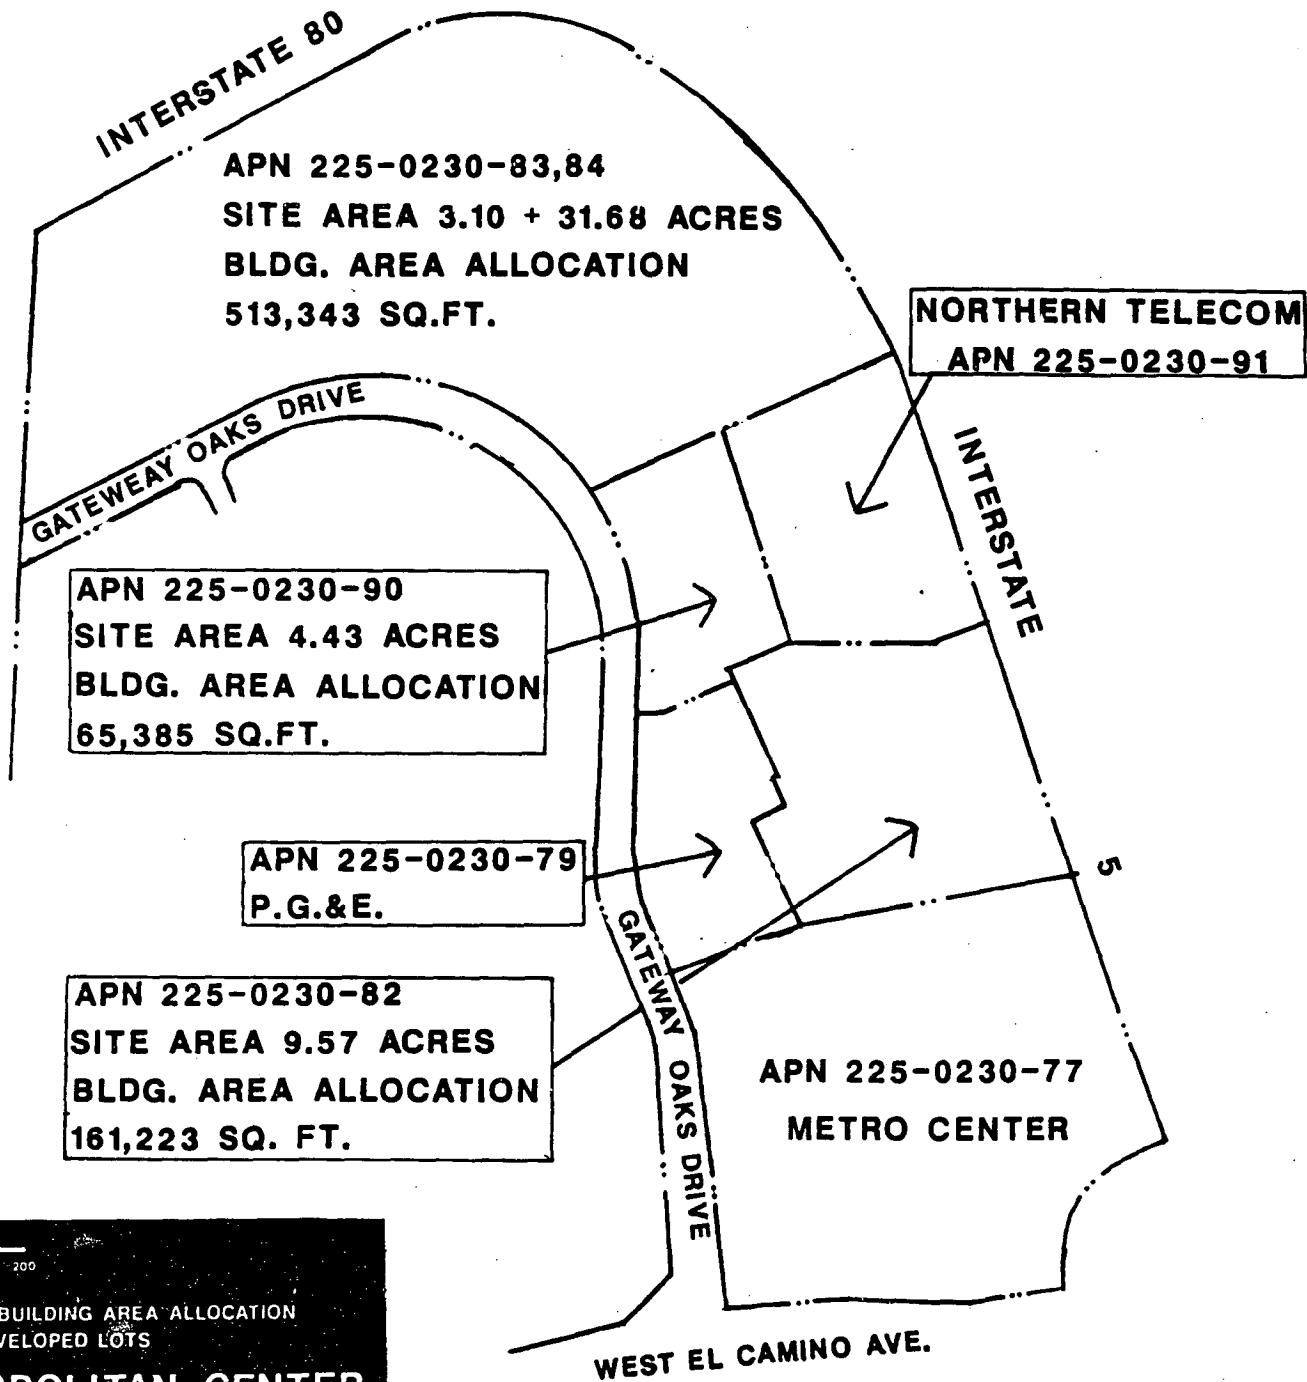 INTERSTATE 80
APN 225-0230-83,84
SITE AREA 3.10 + 31.68 ACRES
BLDG. AREA ALLOCATION
513,343 SQ.FT.
NORTHERN TELECOM
APN 225-0230-91
GATEWEAY OAKS DRIVE
INTERSTATE 5
APN 225-0230-90
SITE AREA 4.43 ACRES
BLDG. AREA ALLOCATION
65,385 SQ.FT.
APN 225-0230-79
P.G.&E.
GATEWAY OAKS DRIVE
APN 225-0230-82
SITE AREA 9.57 ACRES
BLDG. AREA ALLOCATION
161,223 SQ. FT.
APN 225-0230-77
METRO CENTER
200
BUILDING AREA ALLOCATION
VELOPED LOTS
OPOLITAN CENTER
WEST EL CAMINO AVE.